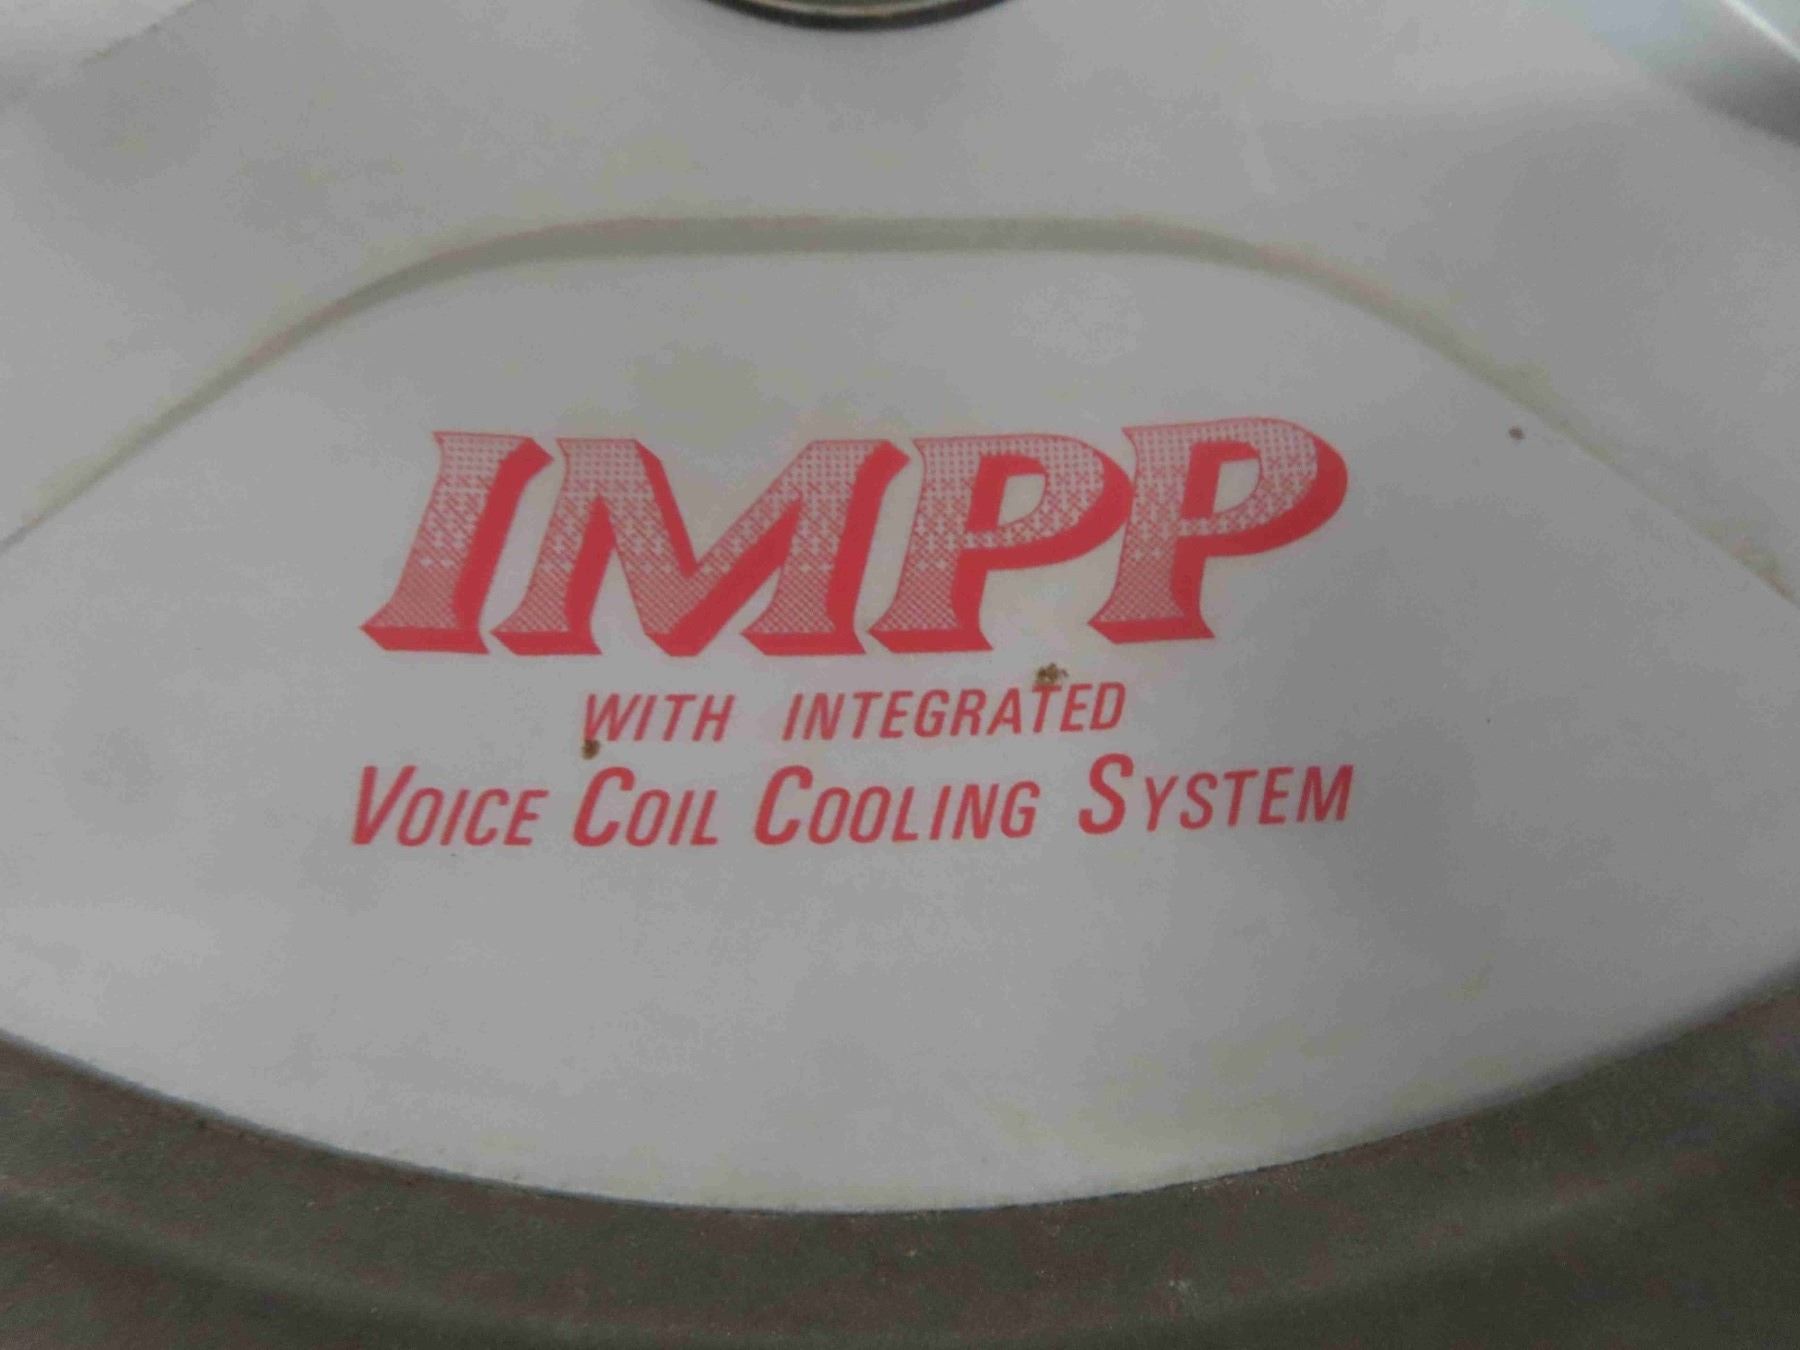 IMPP
WITH INTEGRATED
VOICE COIL COOLING SYSTEM